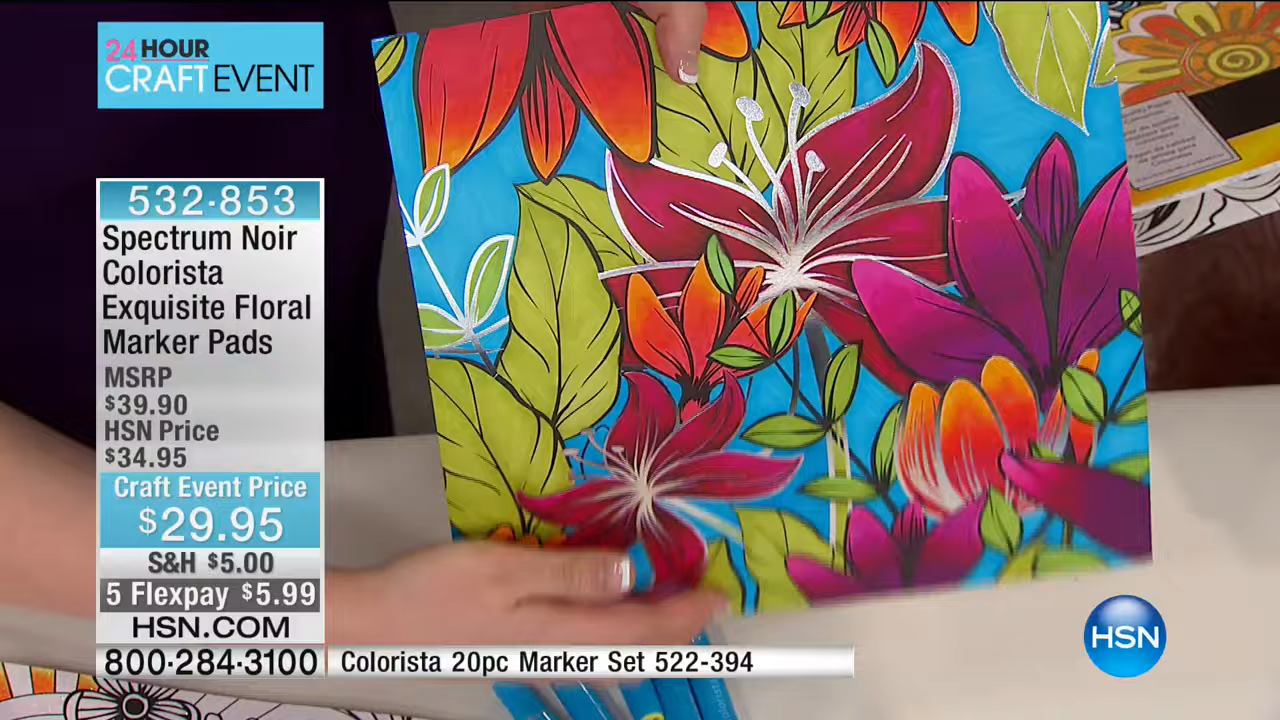 24 HOUR
CRAFT EVENT
532-853
Spectrum Noir
Colorista
Exquisite Floral
Marker Pads
MSRP
$39.90
HSN Price
$34.95
Craft Event Price
$29.95
S&H $5.00
5 Flexpay $5.99
HSN.COM
800-284-3100
Colorista 20pc Marker Set 522-394
HSN